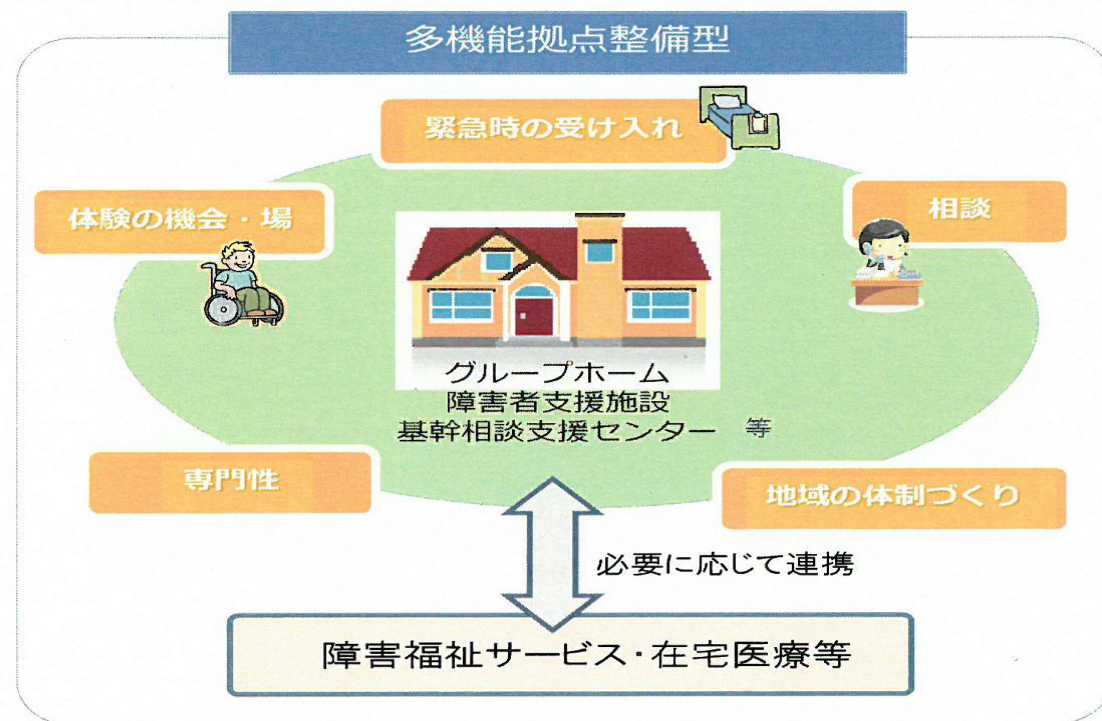 多機能拠点整備型
緊急時の受け入れ
体験の機会・場
相談
グループホーム
障害者支援施設
基幹相談支援センター 等
専門性
地域の体制づくり
必要に応じて連携
障害福祉サービス・在宅医療等